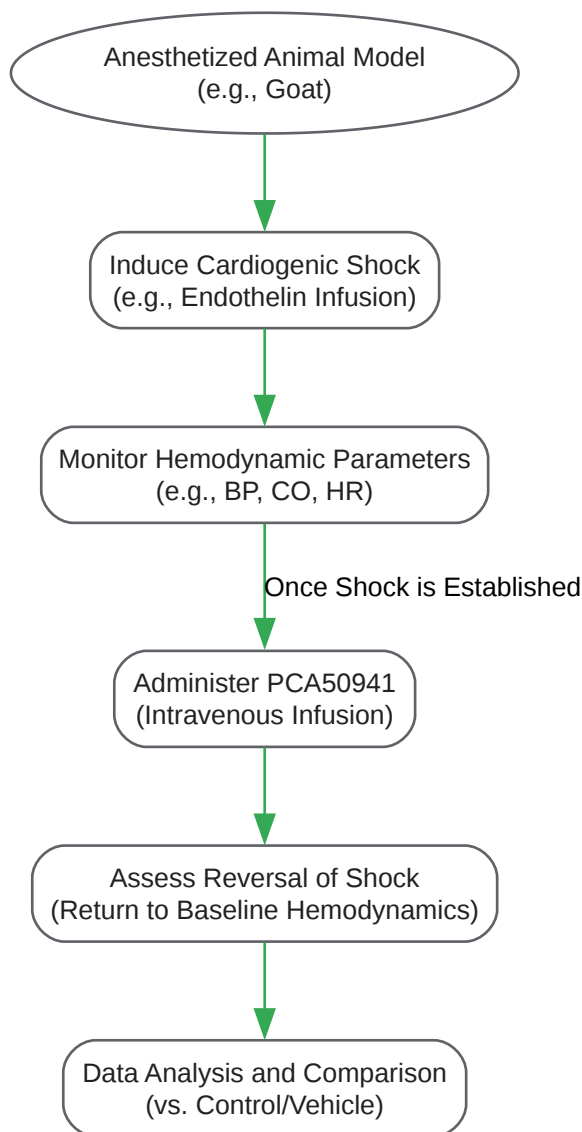 Anesthetized Animal Model
(e.g., Goat)
Induce Cardiogenic Shock
(e.g., Endothelin Infusion)
Monitor Hemodynamic Parameters
(e.g., BP, CO, HR)
Once Shock is Established
Administer PCA50941
(Intravenous Infusion)
Assess Reversal of Shock
(Return to Baseline Hemodynamics)
Data Analysis and Comparison
(vs. Control/Vehicle)